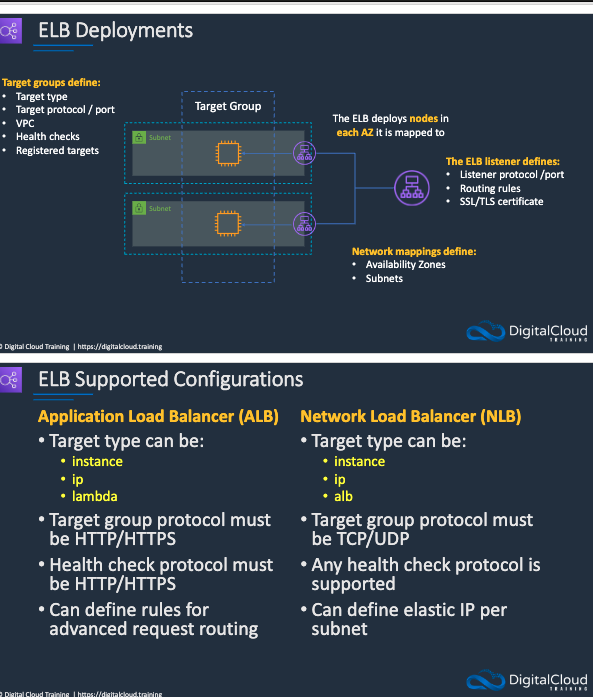 ELB Deployments
Target groups define:
• Target type
• Target protocol / port
• VPC
• Health checks
• Registered targets
Target Group
Subnet
Subnet
The ELB deploys nodes in
each AZ it is mapped to
The ELB listener defines:
• Listener protocol /port
• Routing rules
• SSL/TLS certificate
Network mappings define:
• Availability Zones
• Subnets
DigitalCloud
TRAINING
© Digital Cloud Training | https://digitalcloud.training
ELB Supported Configurations
Application Load Balancer (ALB)
• Target type can be:
• instance
• ip
• lambda
• Target group protocol must
be HTTP/HTTPS
• Health check protocol must
be HTTP/HTTPS
• Can define rules for
advanced request routing
Network Load Balancer (NLB)
• Target type can be:
• instance
• ip
• alb
• Target group protocol must
be TCP/UDP
• Any health check protocol is
supported
• Can define elastic IP per
subnet
DigitalCloud
TRAINING
© Digital Cloud Training | https://digitalcloud.training